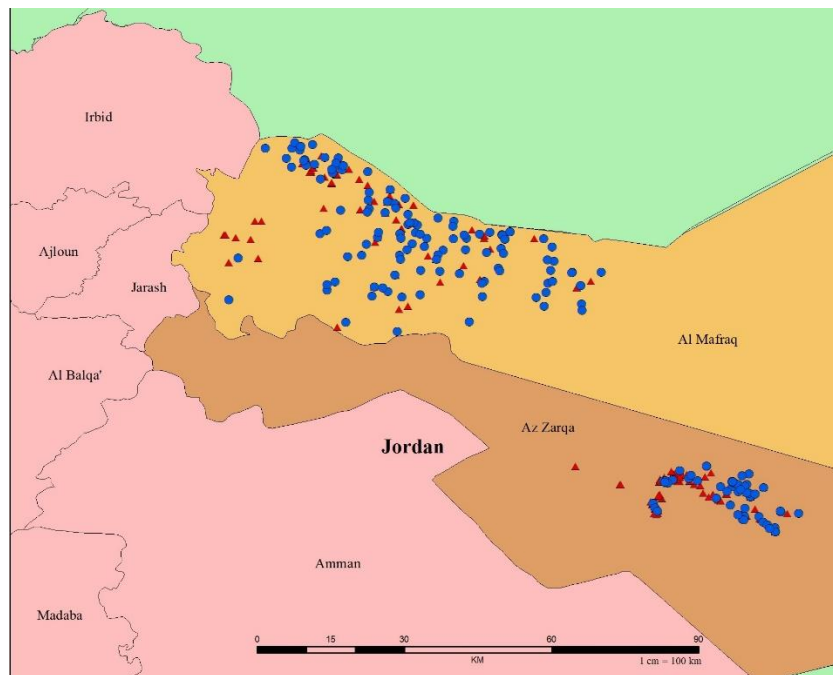 Irbid
Ajloun
Jarash
Al Mafraq
Al Balqa'
Az Zarqa
Jordan
Amman
Madaba
0 15 30 60 90
KM
1 cm = 100 km